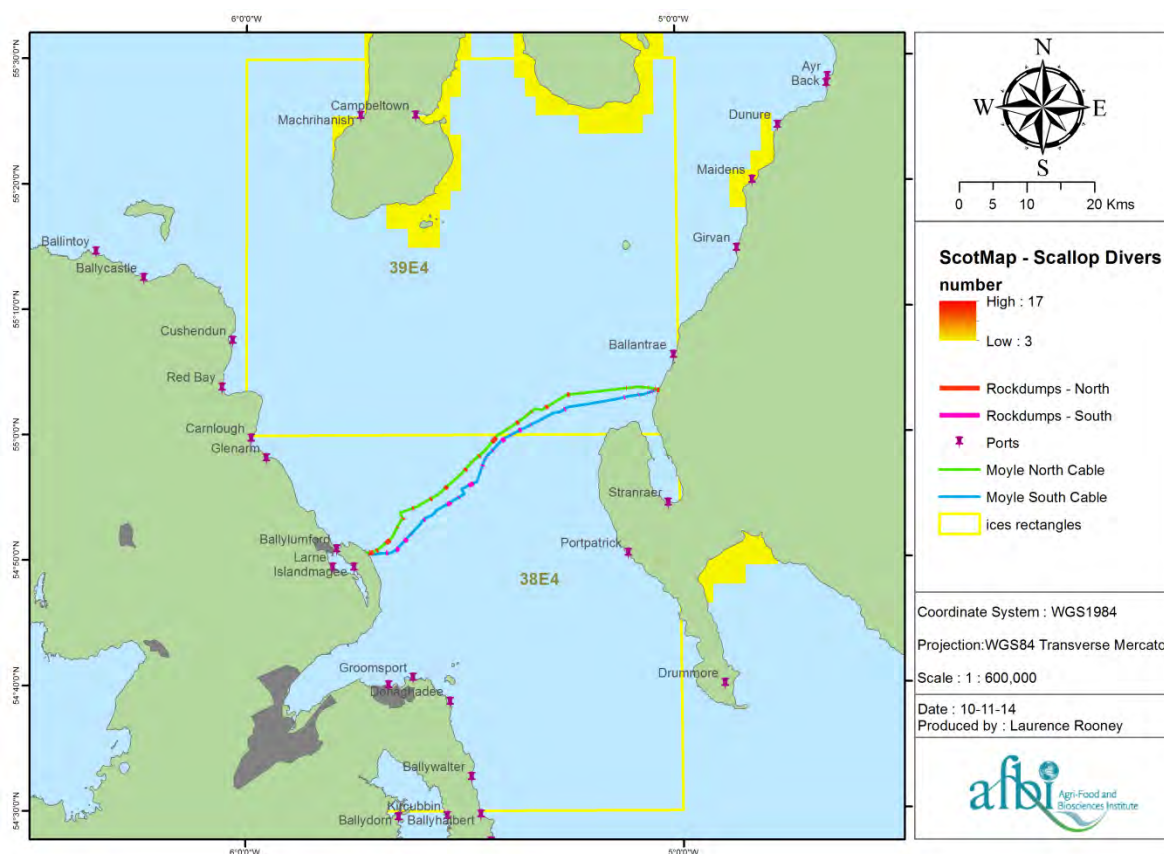 6°0'0"W
5°0'0"W
55°30'0"N
55°20'0"N
55°10'0"N
55°0'0"N
54°50'0"N
54°40'0"N
54°30'0"N
Ayr
Back
Campbeltown
Machrihanish
Dunure
Maidens
Ballintoy
Girvan
Ballycastle
39E4
Cushendun
Ballantrae
Red Bay
Carnlough
Glenarm
Stranraer
Ballylumford
Larne
Islandmagee
Portpatrick
38E4
Groomsport
Donaghadee
Drummore
Ballywalter
Kircubbin
Ballydorn
Ballyhalbert
6°0'0"W
5°0'0"W
N
W
E
S
0 5 10 20 Kms
ScotMap - Scallop Divers
number
High : 17
Low : 3
Rockdumps - North
Rockdumps - South
Ports
Moyle North Cable
Moyle South Cable
ices rectangles
Coordinate System : WGS1984
Projection:WGS84 Transverse Mercato
Scale : 1 : 600,000
Date : 10-11-14
Produced by : Laurence Rooney
afbi
Agri-Food and
Biosciences Institute